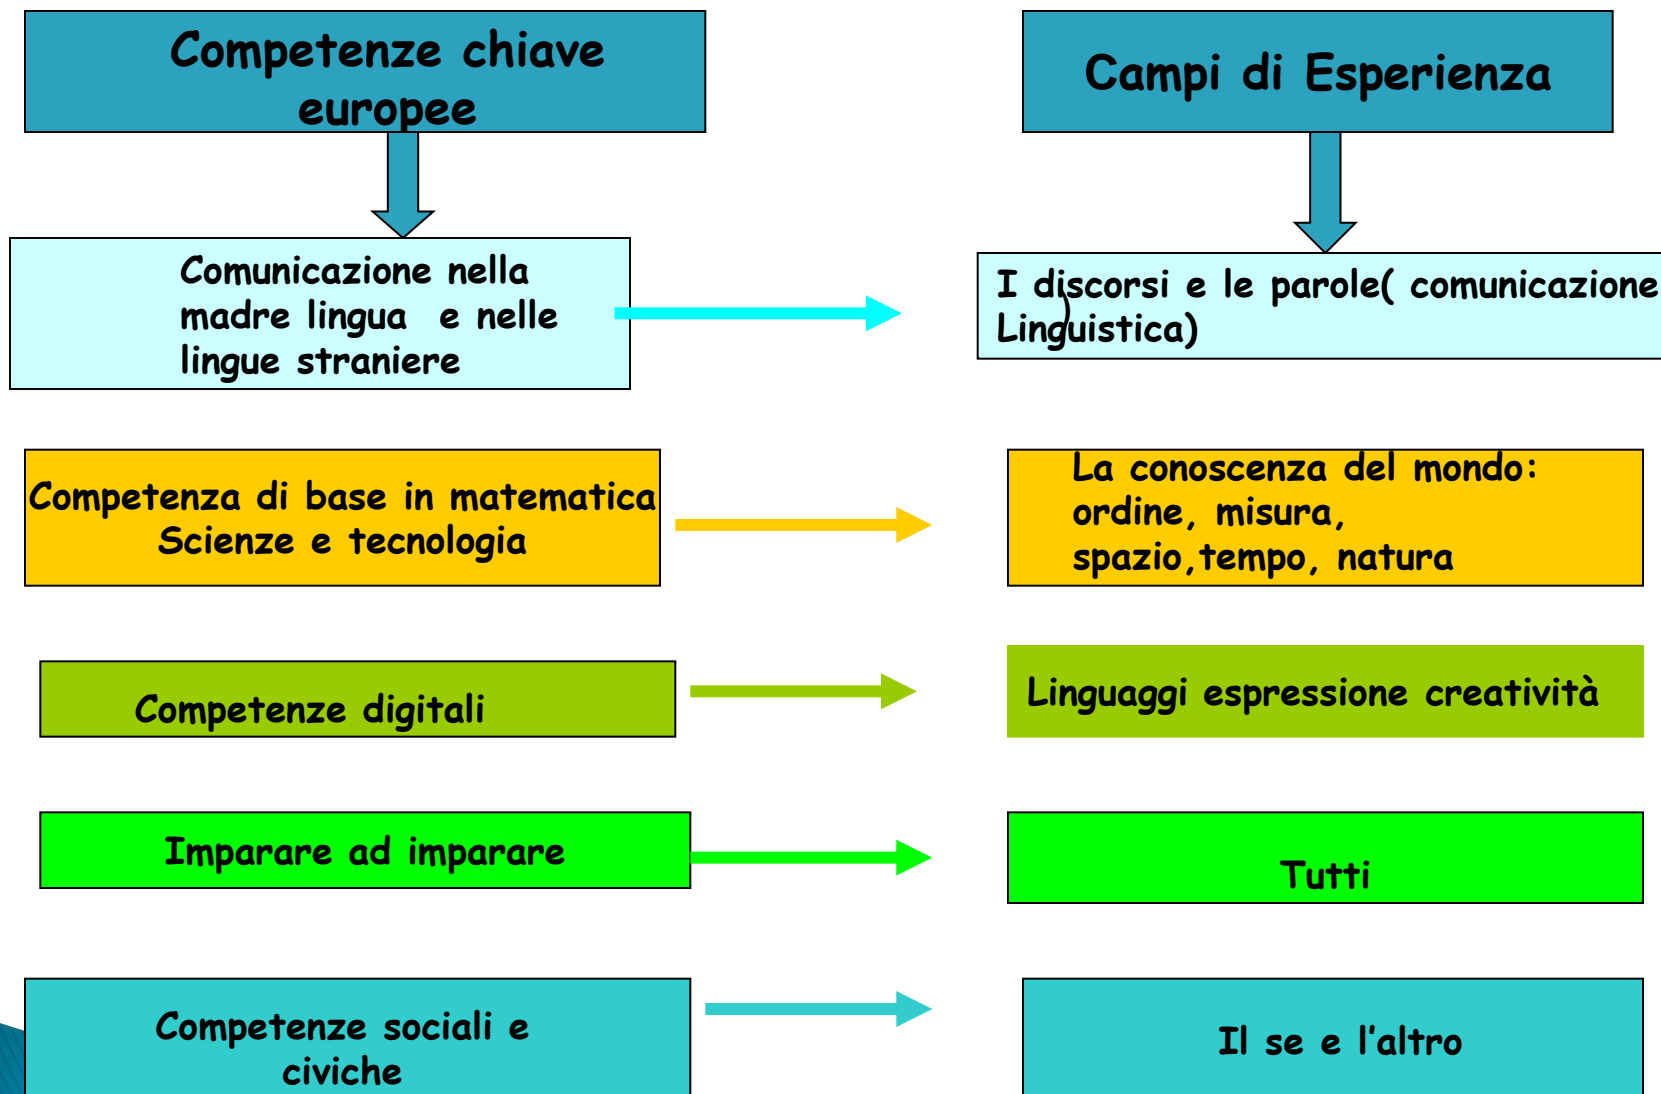 Competenze chiave
europee
Campi di Esperienza
Comunicazione nella
madre lingua e nelle
lingue straniere
I discorsi e le parole( comunicazione
Linguistica)
)
Competenza di base in matematica
Scienze e tecnologia
La conoscenza del mondo:
ordine, misura,
spazio,tempo, natura
Competenze digitali
Linguaggi espressione creatività
Imparare ad imparare
Tutti
Competenze sociali e
civiche
Il se e l’altro